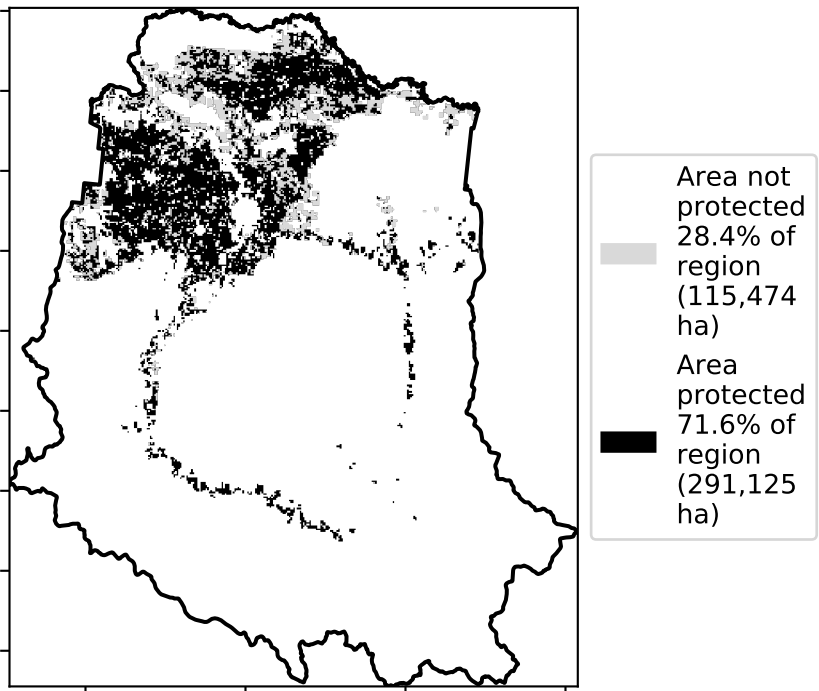 Area not
protected
28.4% of
region
(115,474
ha)
Area
protected
71.6% of
region
(291,125
ha)